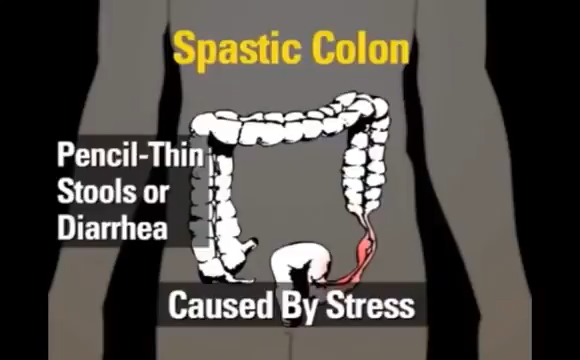 Spastic Colon
Pencil-Thin
Stools or
Diarrhea
Caused By Stress